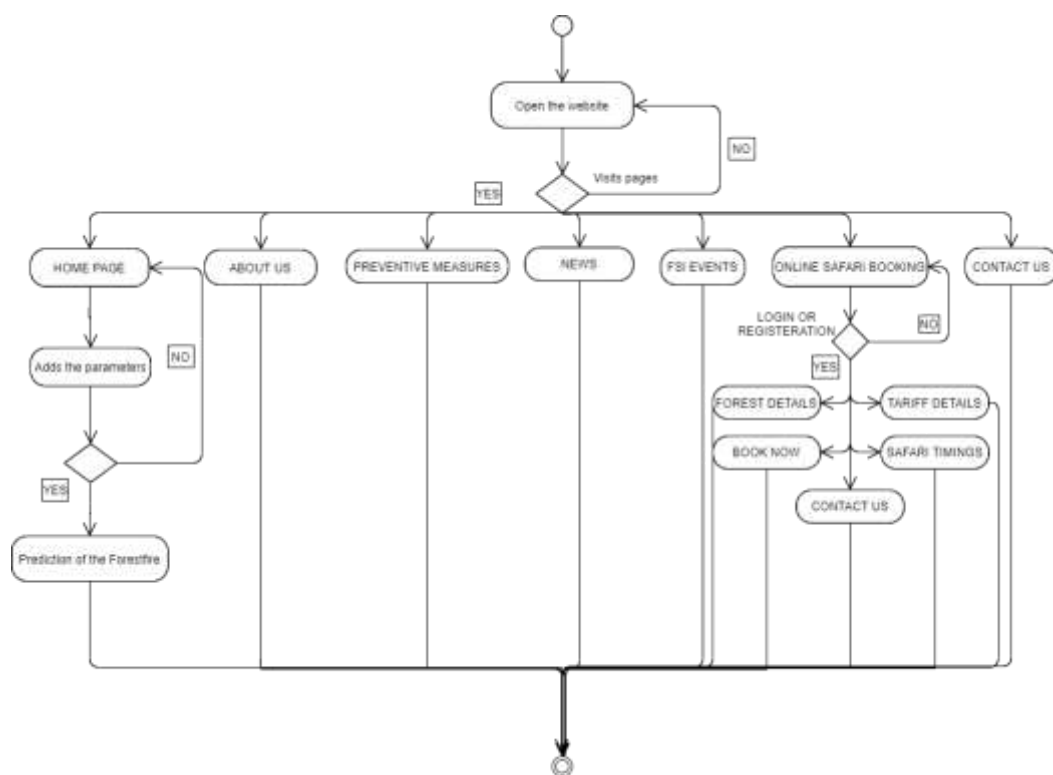 Open the website
NO
Visits pages
YES
HOME PAGE
ABOUT US
PREVENTIVE MEASURES
NEWS
FSI EVENTS
ONLINE SAFARI BOOKING
CONTACT US
LOGIN OR
REGISTERATION
NO
NO
Adds the parameters
YES
FOREST DETAILS
TARIFF DETAILS
BOOK NOW
SAFARI TIMINGS
YES
CONTACT US
Prediction of the Forestfire